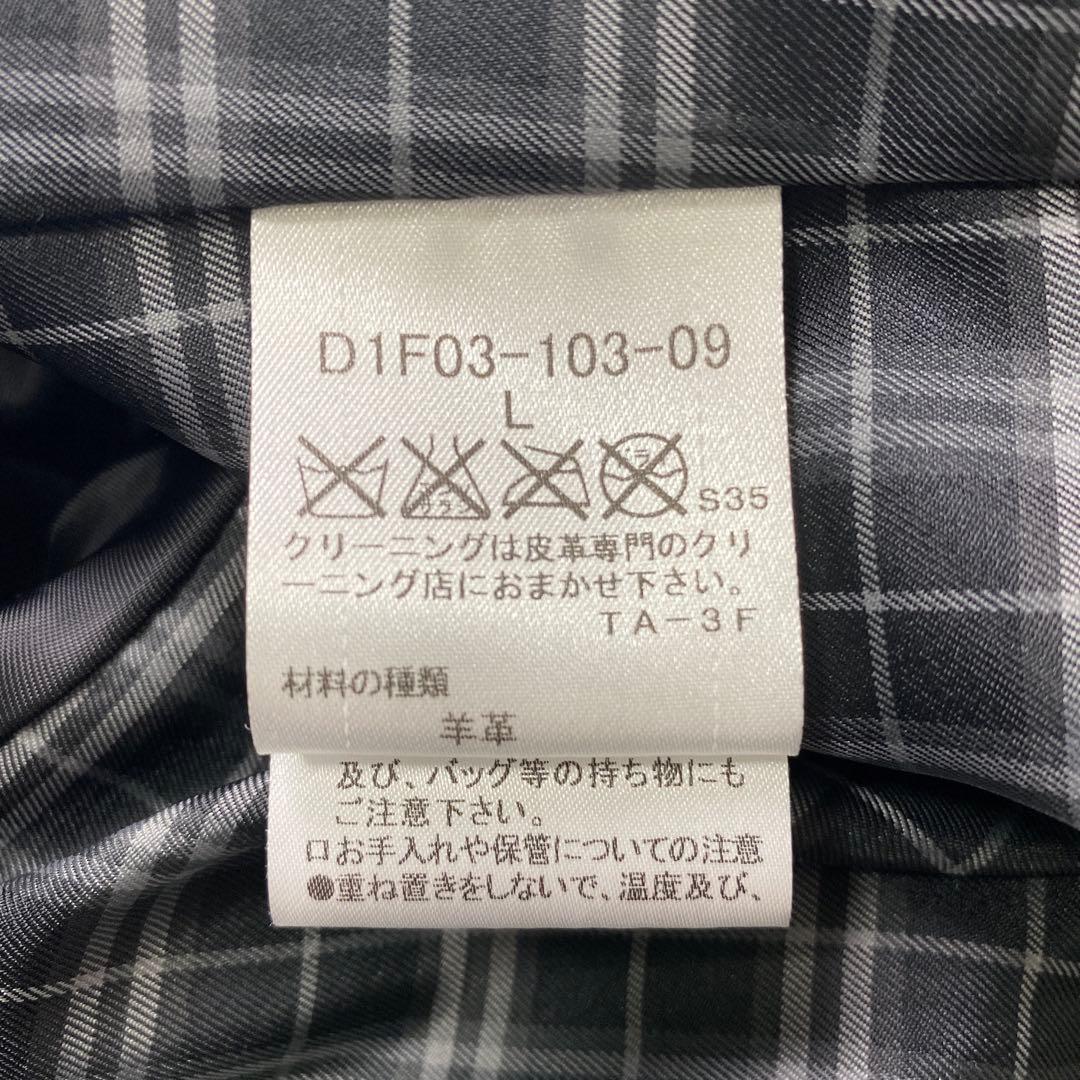 D1F03-103-09
L
S35
クリーニングは皮革専門のクリ
ーニング店におまかせ下さい。
TA-3F
材料の種類
羊革
及び、バッグ等の持ち物にも
ご注意下さい。
ロお手入れや保管についての注意
●重ね置きをしないで、温度及び、